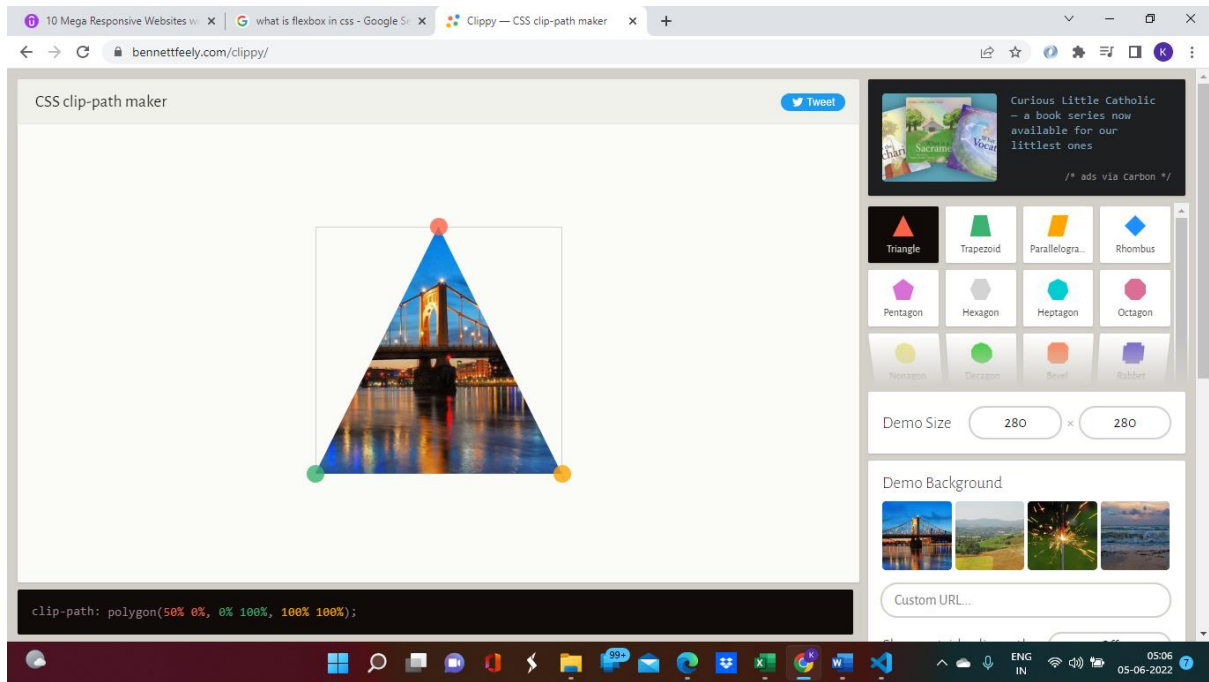 10 Mega Responsive Websites w
what is flexbox in css - Google Se
Clippy — CSS clip-path maker
bennettfeely.com/clippy/
K
CSS clip-path maker
Tweet
Curious Little Catholic
— a book series now
available for our
littlest ones
/* ads via Carbon */
Triangle
Trapezoid
Parallelogra...
Rhombus
Pentagon
Hexagon
Heptagon
Octagon
Nonagon
Decagon
Bevel
Rabbet
Demo Size
280
×
280
Demo Background
Custom URL...
clip-path: polygon(50% 0%, 0% 100%, 100% 100%);
99+
ENG
IN
05:06
05-06-2022
7